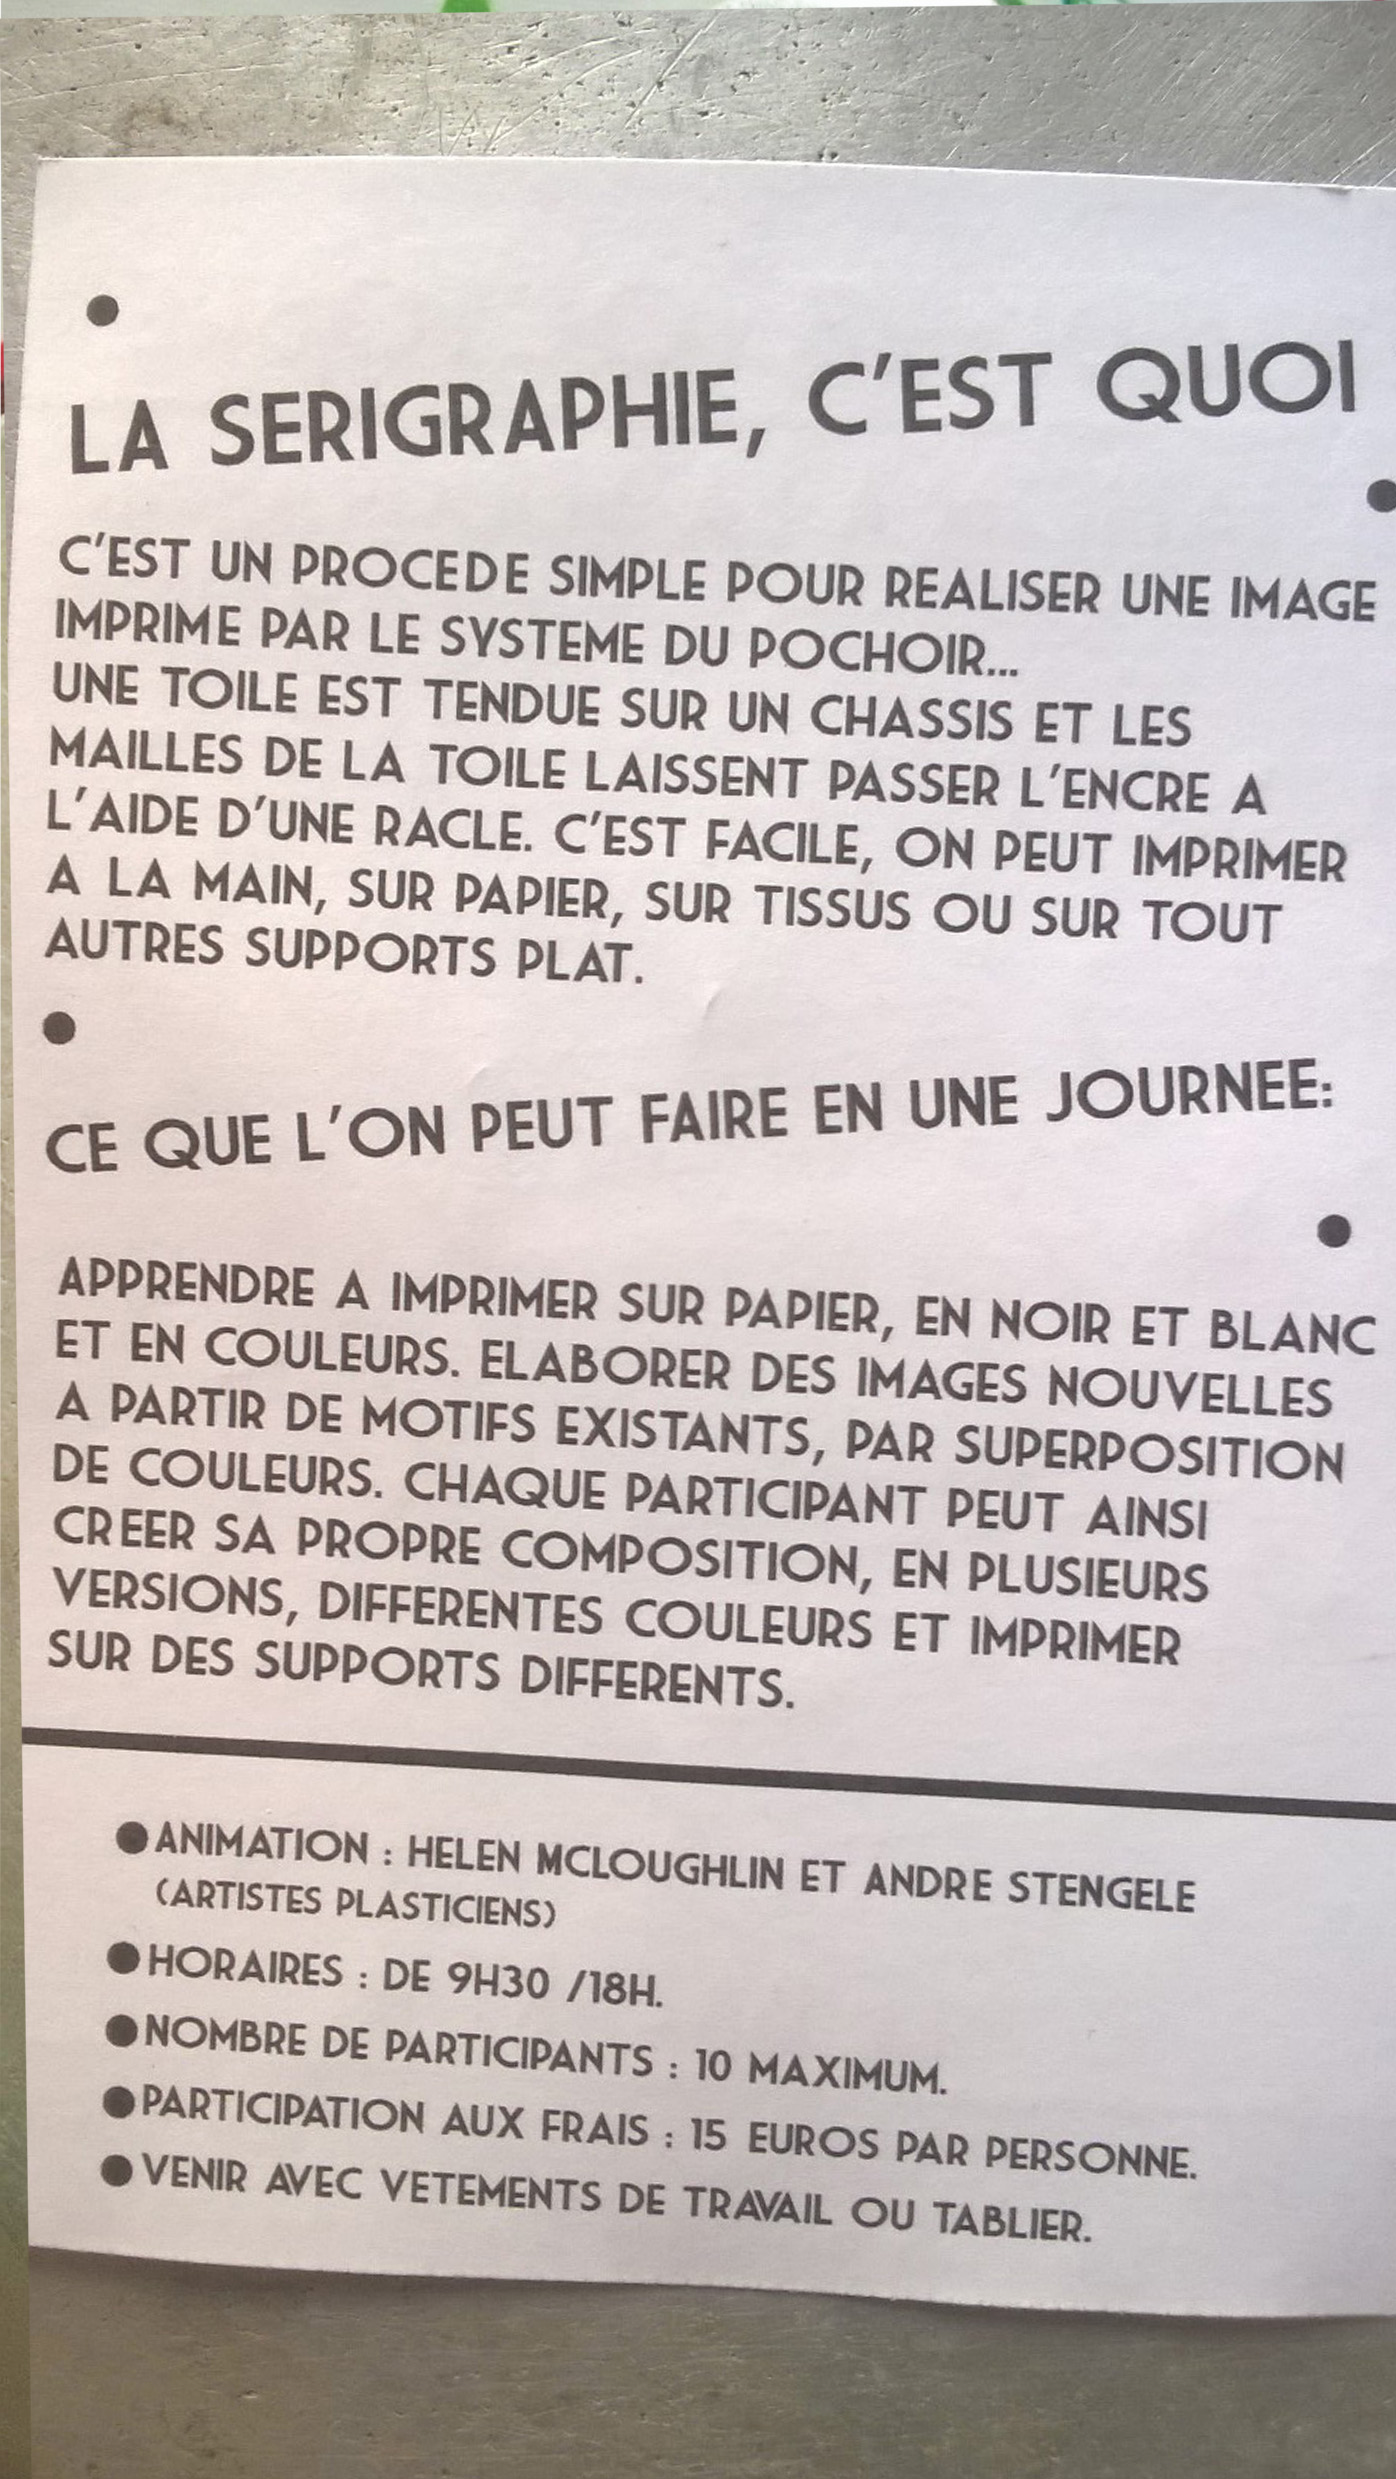 LA SERIGRAPHIE, C'EST QUOI
C'EST UN PROCEDE SIMPLE POUR REALISER UNE IMAGE
IMPRIME PAR LE SYSTEME DU POCHOIR...
UNE TOILE EST TENDUE SUR UN CHASSIS ET LES
MAILLES DE LA TOILE LAISSENT PASSER L'ENCRE A
L'AIDE D'UNE RACLE. C'EST FACILE, ON PEUT IMPRIMER
A LA MAIN, SUR PAPIER, SUR TISSUS OU SUR TOUT
AUTRES SUPPORTS PLAT.
CE QUE L'ON PEUT FAIRE EN UNE JOURNEE:
APPRENDRE A IMPRIMER SUR PAPIER, EN NOIR ET BLANC
ET EN COULEURS. ELABORER DES IMAGES NOUVELLES
A PARTIR DE MOTIFS EXISTANTS, PAR SUPERPOSITION
DE COULEURS. CHAQUE PARTICIPANT PEUT AINSI
CREER SA PROPRE COMPOSITION, EN PLUSIEURS
VERSIONS, DIFFERENTES COULEURS ET IMPRIMER
SUR DES SUPPORTS DIFFERENTS.
●ANIMATION : HELEN MCLOUGHLIN ET ANDRE STENGELE
(ARTISTES PLASTICIENS)
●HORAIRES : DE 9H30 /18H.
●NOMBRE DE PARTICIPANTS : 10 MAXIMUM.
●PARTICIPATION AUX FRAIS : 15 EUROS PAR PERSONNE.
●VENIR AVEC VETEMENTS DE TRAVAIL OU TABLIER.